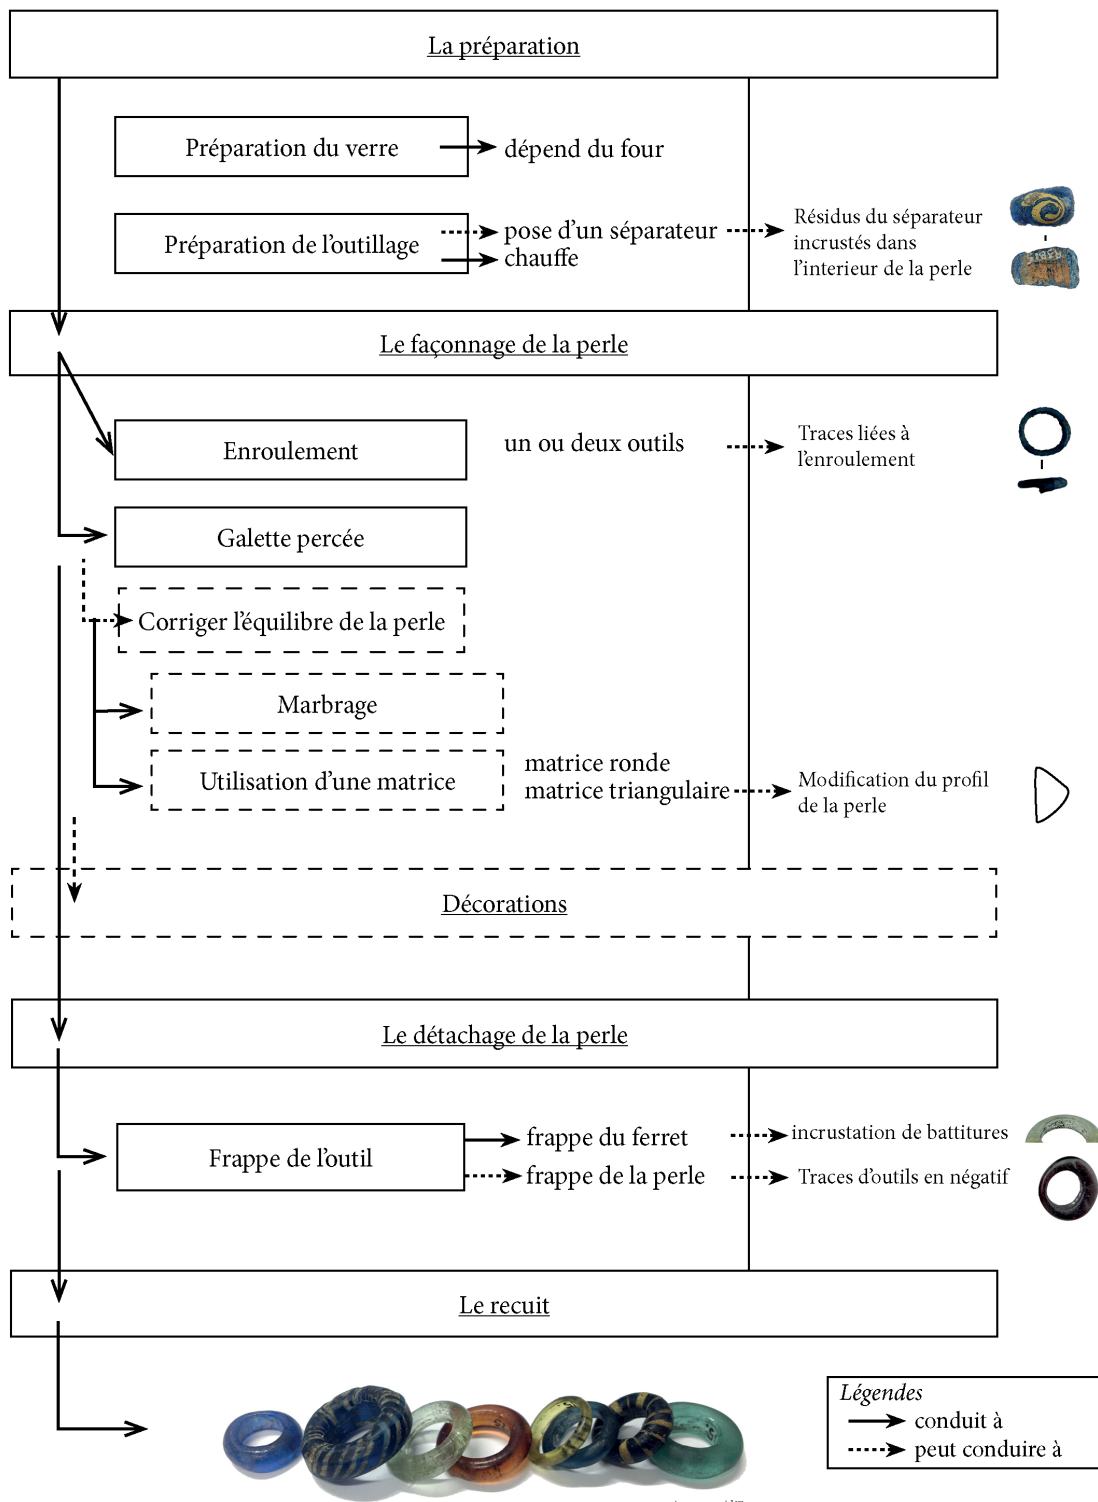 La préparation
Préparation du verre
dépend du four
Préparation de l'outillage
pose d'un séparateur
chauffe
Résidus du séparateur
incrustés dans
l'interieur de la perle
Le façonnage de la perle
Enroulement
un ou deux outils
Traces liées à
l'enroulement
Galette percée
Corriger l'équilibre de la perle
Marbrage
Utilisation d'une matrice
matrice ronde
matrice triangulaire
Modification du profil
de la perle
Décorations
Le détachage de la perle
Frappe de l'outil
frappe du ferret
incrustation de battitures
frappe de la perle
Traces d'outils en négatif
Le recuit
Légendes
conduit à
peut conduire à